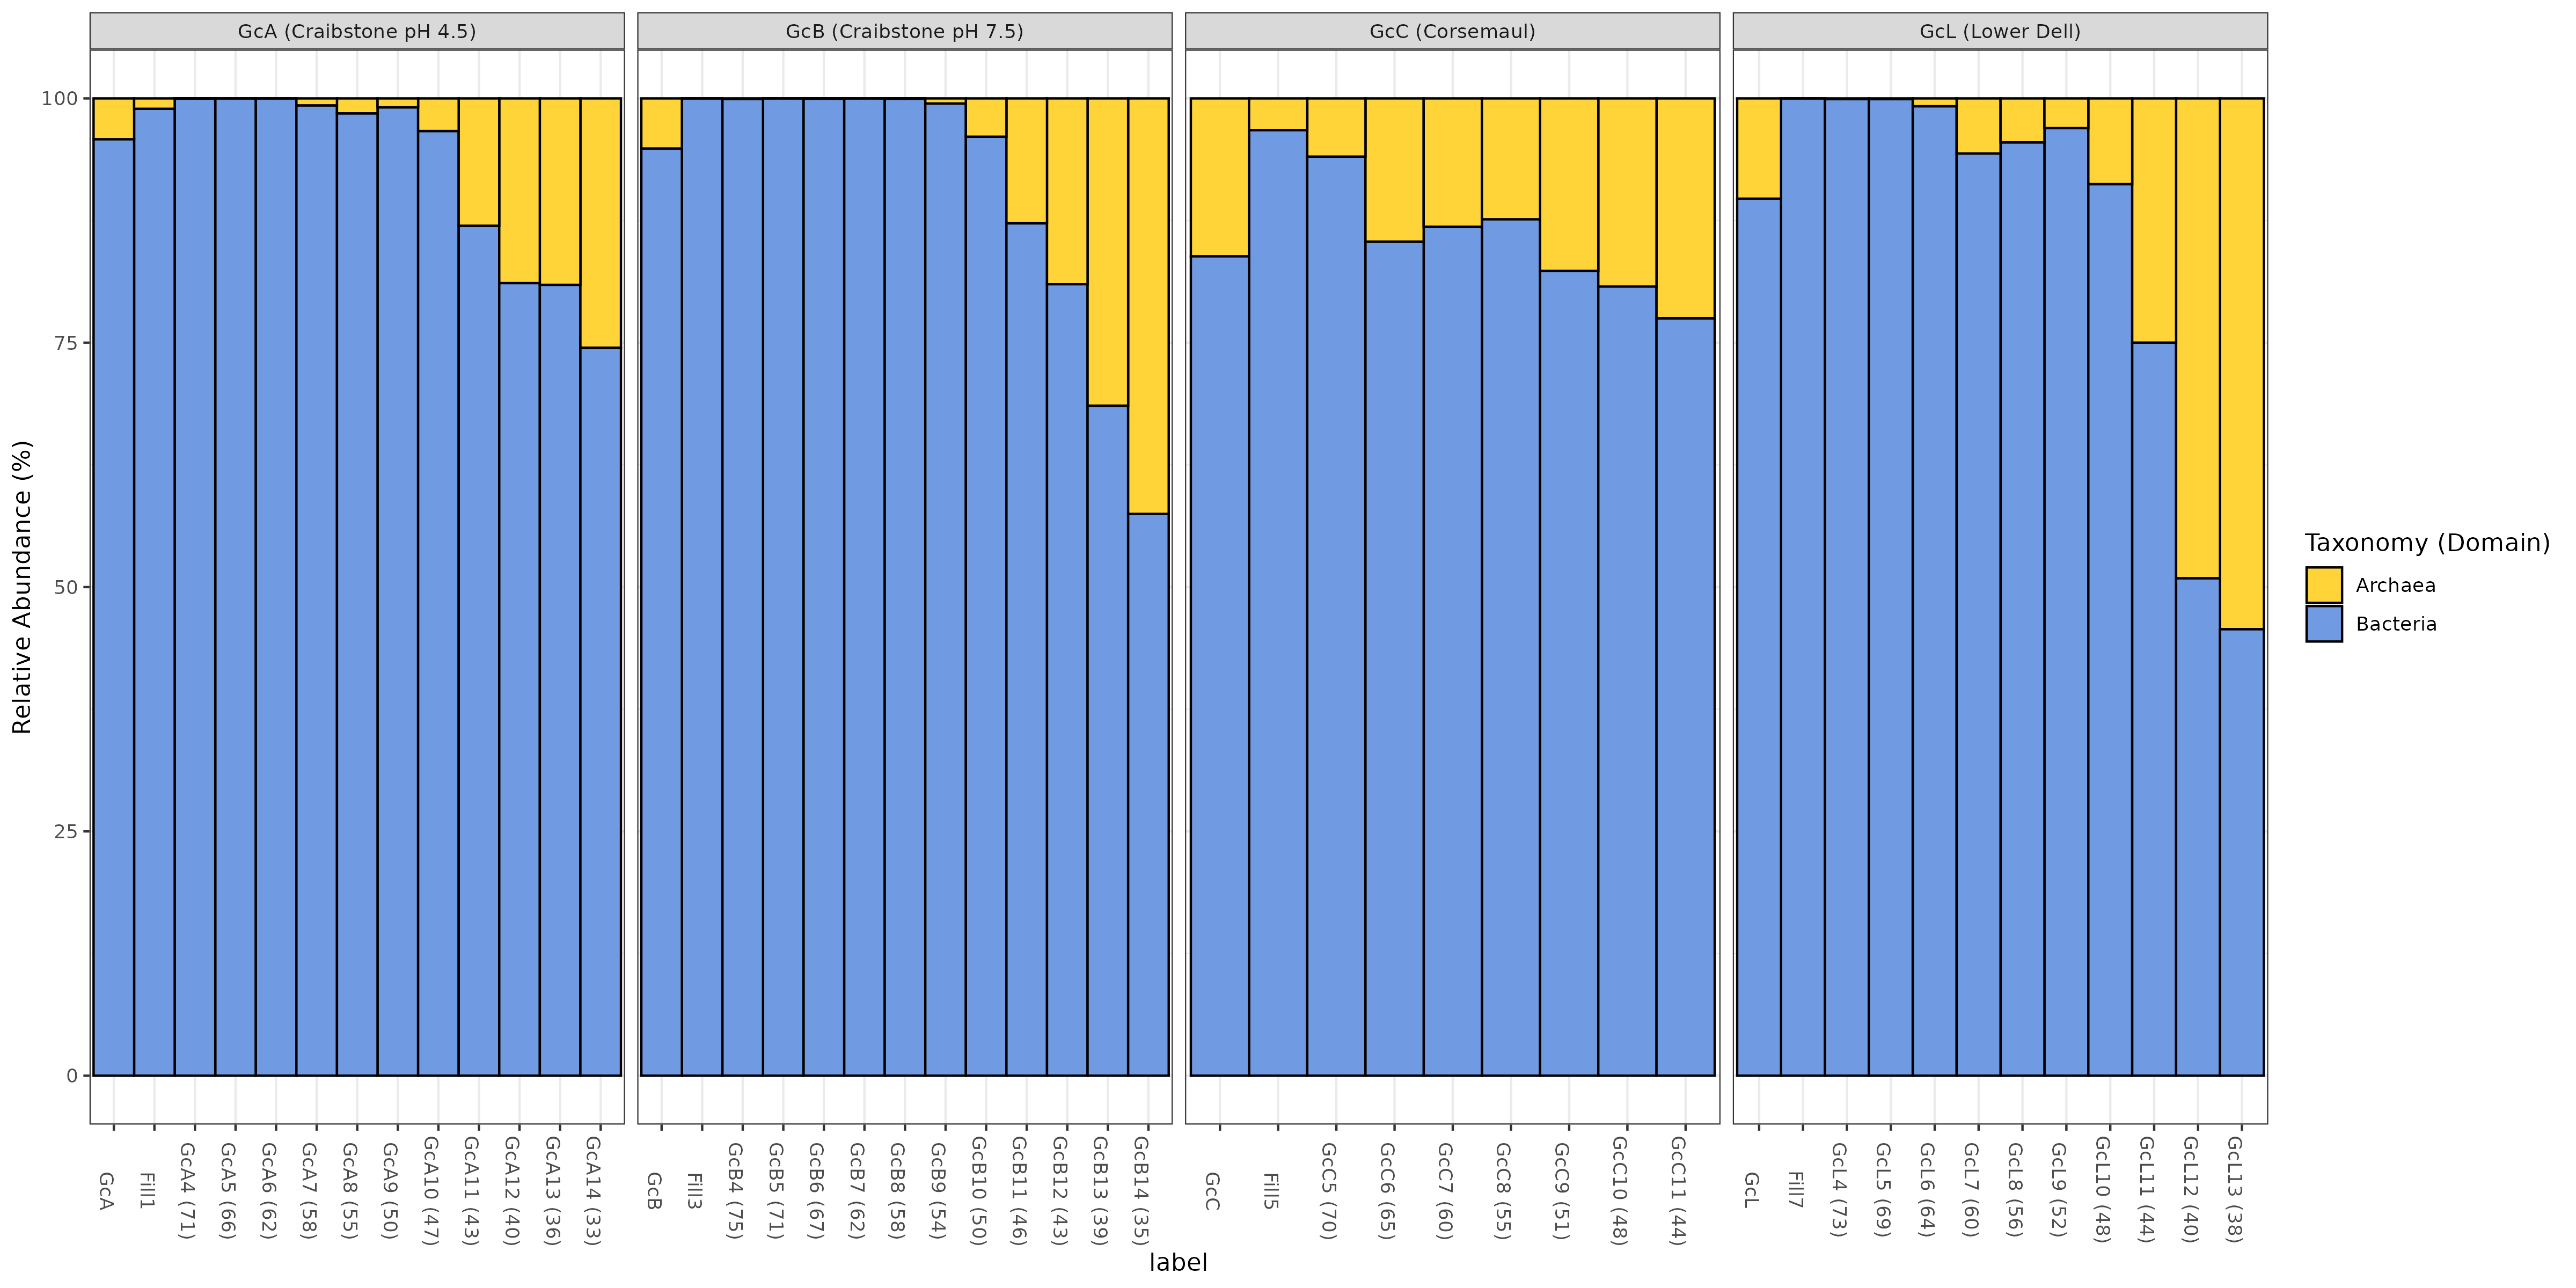 GcA (Craibstone pH 4.5)
GcB (Craibstone pH 7.5)
GcC (Corsemaul)
GcL (Lower Dell)
Relative Abundance (%)
100
75
50
25
0
GcA
Fill1
GcA4 (71)
GcA5 (66)
GcA6 (62)
GcA7 (58)
GcA8 (55)
GcA9 (50)
GcA10 (47)
GcA11 (43)
GcA12 (40)
GcA13 (36)
GcA14 (33)
GcB
Fill3
GcB4 (75)
GcB5 (71)
GcB6 (67)
GcB7 (62)
GcB8 (58)
GcB9 (54)
GcB10 (50)
GcB11 (46)
GcB12 (43)
GcB13 (39)
GcB14 (35)
GcC
Fill5
GcC5 (70)
GcC6 (65)
GcC7 (60)
GcC8 (55)
GcC9 (51)
GcC10 (48)
GcC11 (44)
GcL
Fill7
GcL4 (73)
GcL5 (69)
GcL6 (64)
GcL7 (60)
GcL8 (56)
GcL9 (52)
GcL10 (48)
GcL11 (44)
GcL12 (40)
GcL13 (38)
label
Taxonomy (Domain)
Archaea
Bacteria